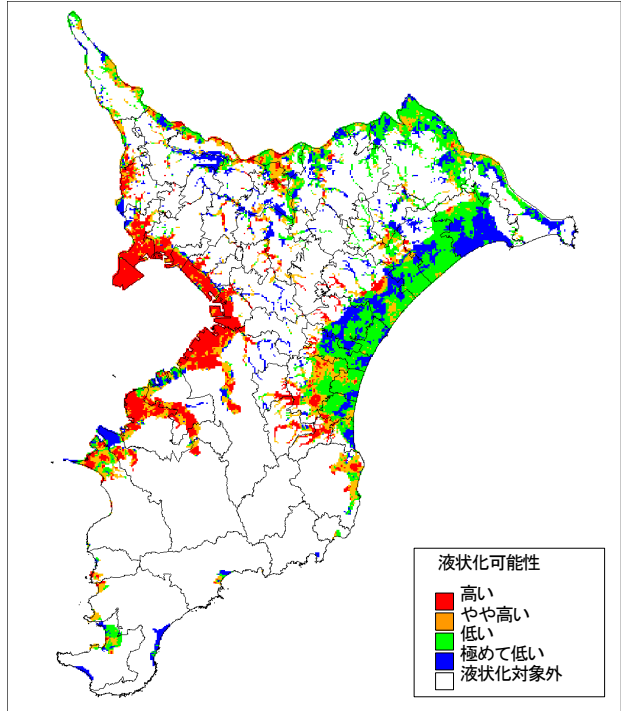 液状化可能性
高い
やや高い
低い
極めて低い
液状化対象外